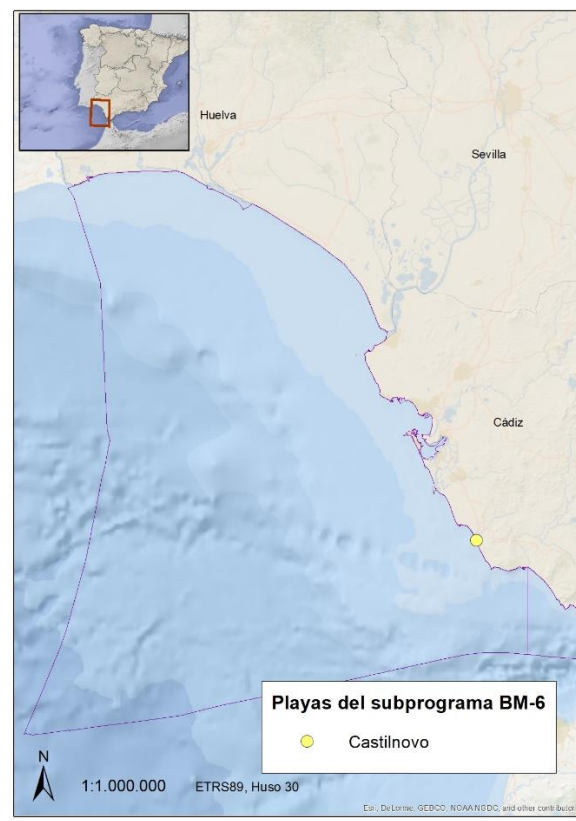 Huelva
Sevilla
Cádiz
Playas del subprograma BM-6
Castilnovo
N
1:1.000.000
ETRS89, Huso 30
Esri, DeLorme, GEBCO, NOAA NGDC, and other contributor